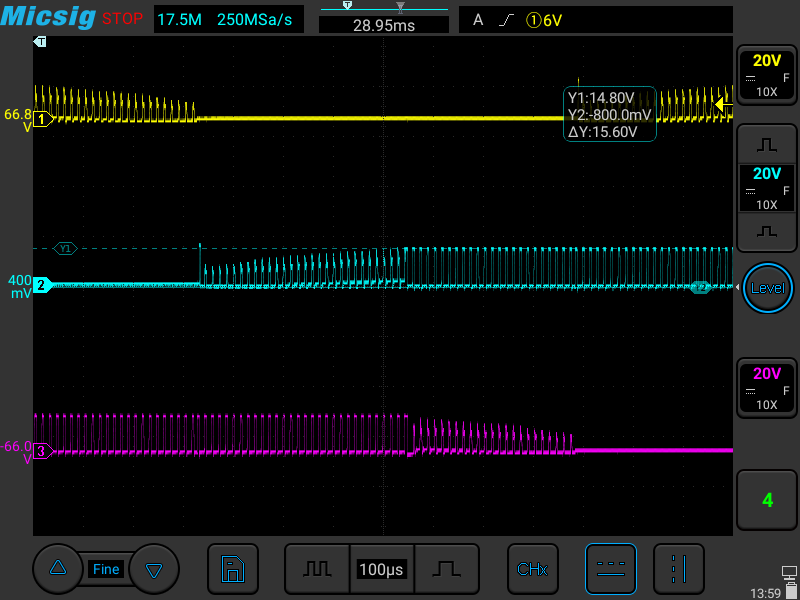 Micsig STOP 17.5M 250MSa/s T 28.95ms A ①6V
T
20V
F
10X
66.8 V
1
Y1:14.80V
Y2:-800.0mV
ΔY:15.60V
20V
F
10X
Y1
400 mV
2
Y2
Level
20V
F
10X
-66.0 V
3
4
Fine
100µs
CHx
13:59